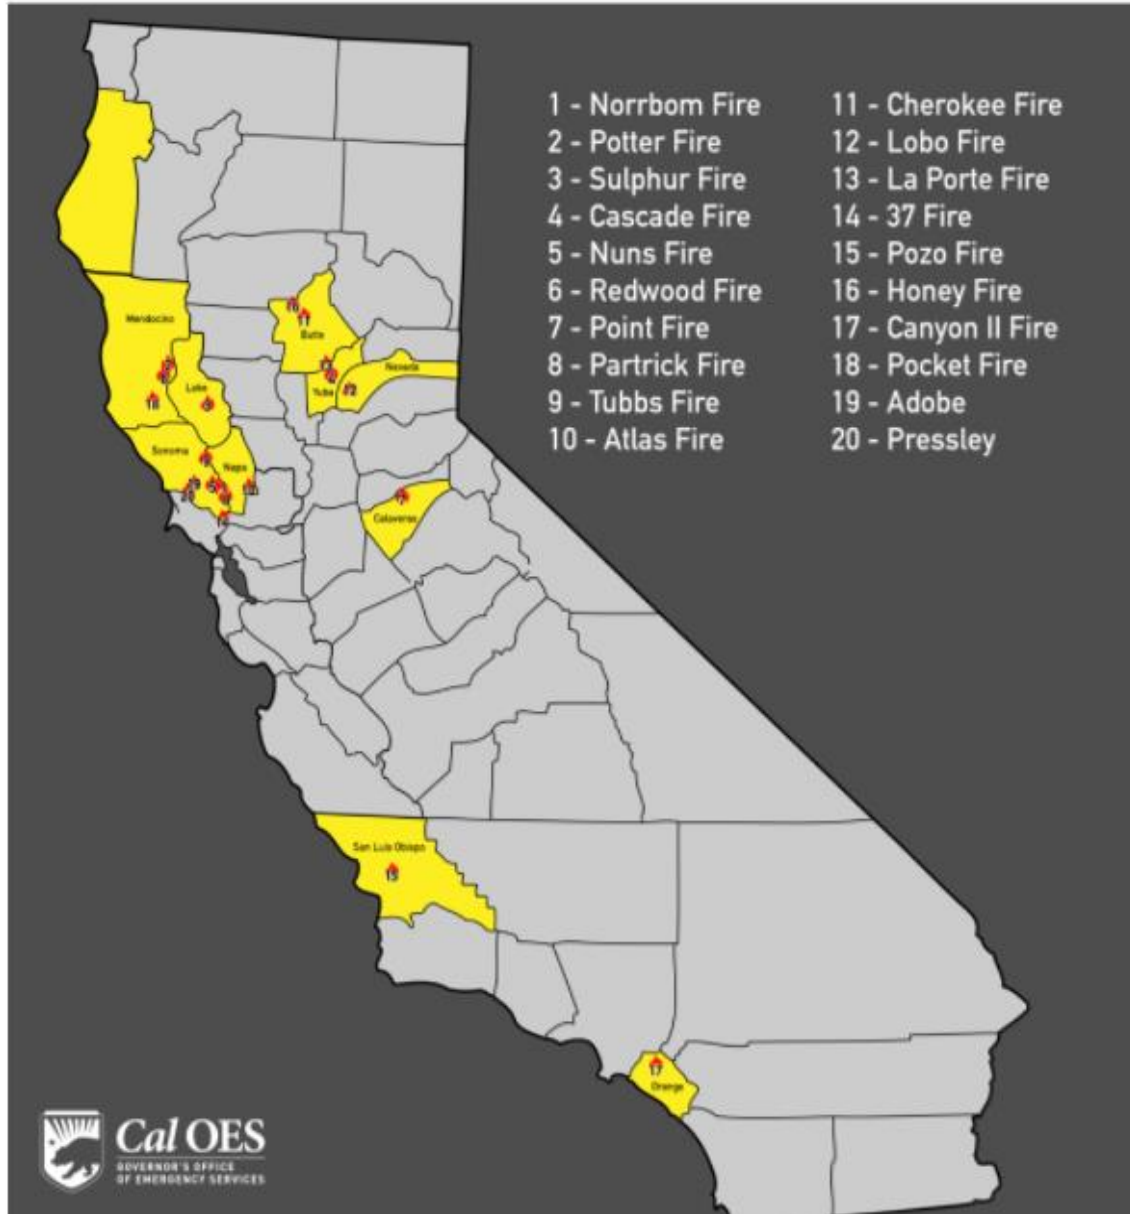 1 - Norrbom Fire
2 - Potter Fire
3 - Sulphur Fire
4 - Cascade Fire
5 - Nuns Fire
6 - Redwood Fire
7 - Point Fire
8 - Partrick Fire
9 - Tubbs Fire
10 - Atlas Fire
11 - Cherokee Fire
12 - Lobo Fire
13 - La Porte Fire
14 - 37 Fire
15 - Pozo Fire
16 - Honey Fire
17 - Canyon II Fire
18 - Pocket Fire
19 - Adobe
20 - Pressley
Mendocino
Butte
11
Nevada
Yuba
Lake
18
Sonoma
Napa
Calaveras
San Luis Obispo
15
17
Orange
Cal OES
GOVERNOR'S OFFICE
OF EMERGENCY SERVICES